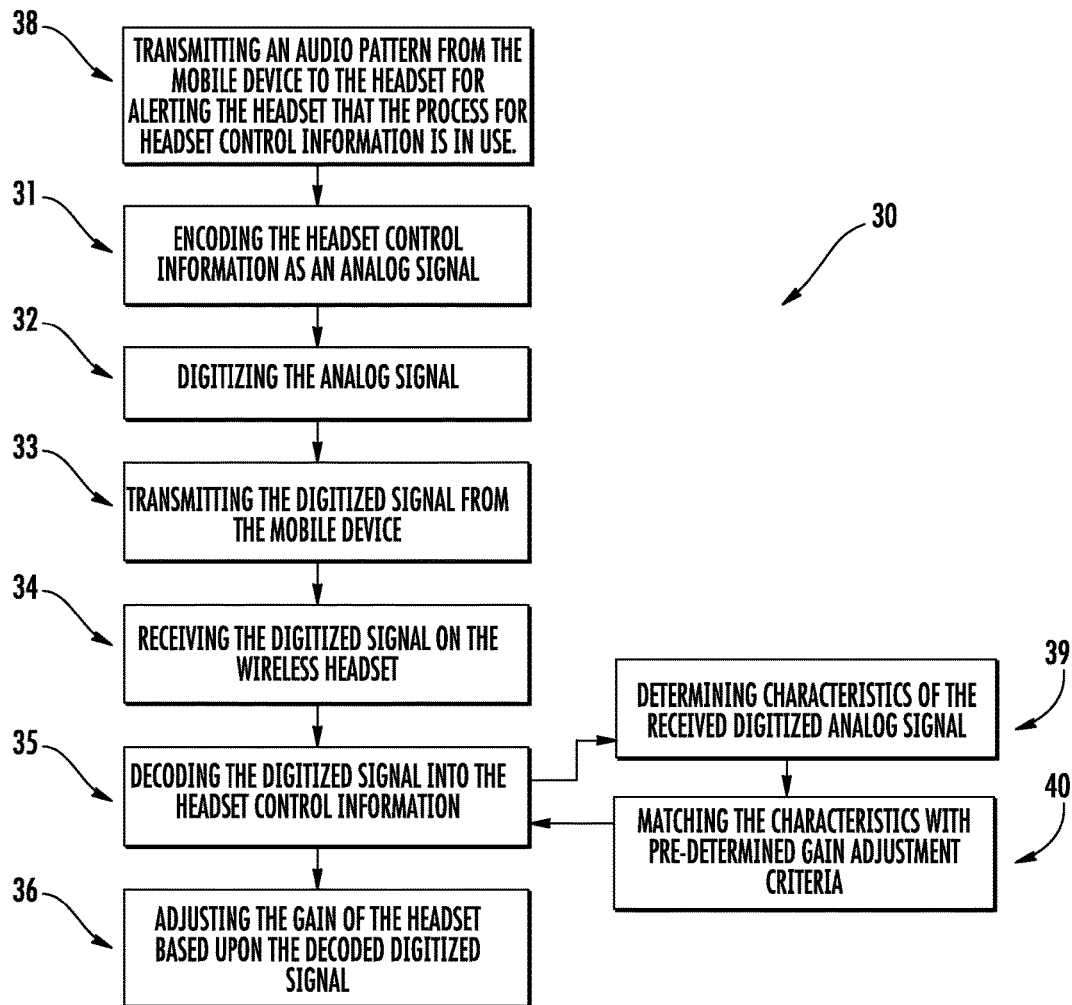 38
TRANSMITTING AN AUDIO PATTERN FROM THE
MOBILE DEVICE TO THE HEADSET FOR
ALERTING THE HEADSET THAT THE PROCESS FOR
HEADSET CONTROL INFORMATION IS IN USE.
31
ENCODING THE HEADSET CONTROL
INFORMATION AS AN ANALOG SIGNAL
30
32
DIGITIZING THE ANALOG SIGNAL
33
TRANSMITTING THE DIGITIZED SIGNAL FROM
THE MOBILE DEVICE
34
RECEIVING THE DIGITIZED SIGNAL ON THE
WIRELESS HEADSET
35
DECODING THE DIGITIZED SIGNAL INTO THE
HEADSET CONTROL INFORMATION
39
DETERMINING CHARACTERISTICS OF THE
RECEIVED DIGITIZED ANALOG SIGNAL
40
MATCHING THE CHARACTERISTICS WITH
PRE-DETERMINED GAIN ADJUSTMENT
CRITERIA
36
ADJUSTING THE GAIN OF THE HEADSET
BASED UPON THE DECODED DIGITIZED
SIGNAL